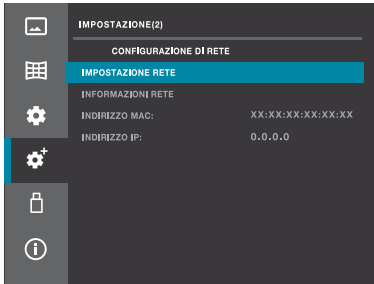 IMPOSTAZIONE(2)
CONFIGURAZIONE DI RETE
IMPOSTAZIONE RETE
INFORMAZIONI RETE
INDIRIZZO MAC: XX:XX:XX:XX:XX:XX
INDIRIZZO IP: 0.0.0.0